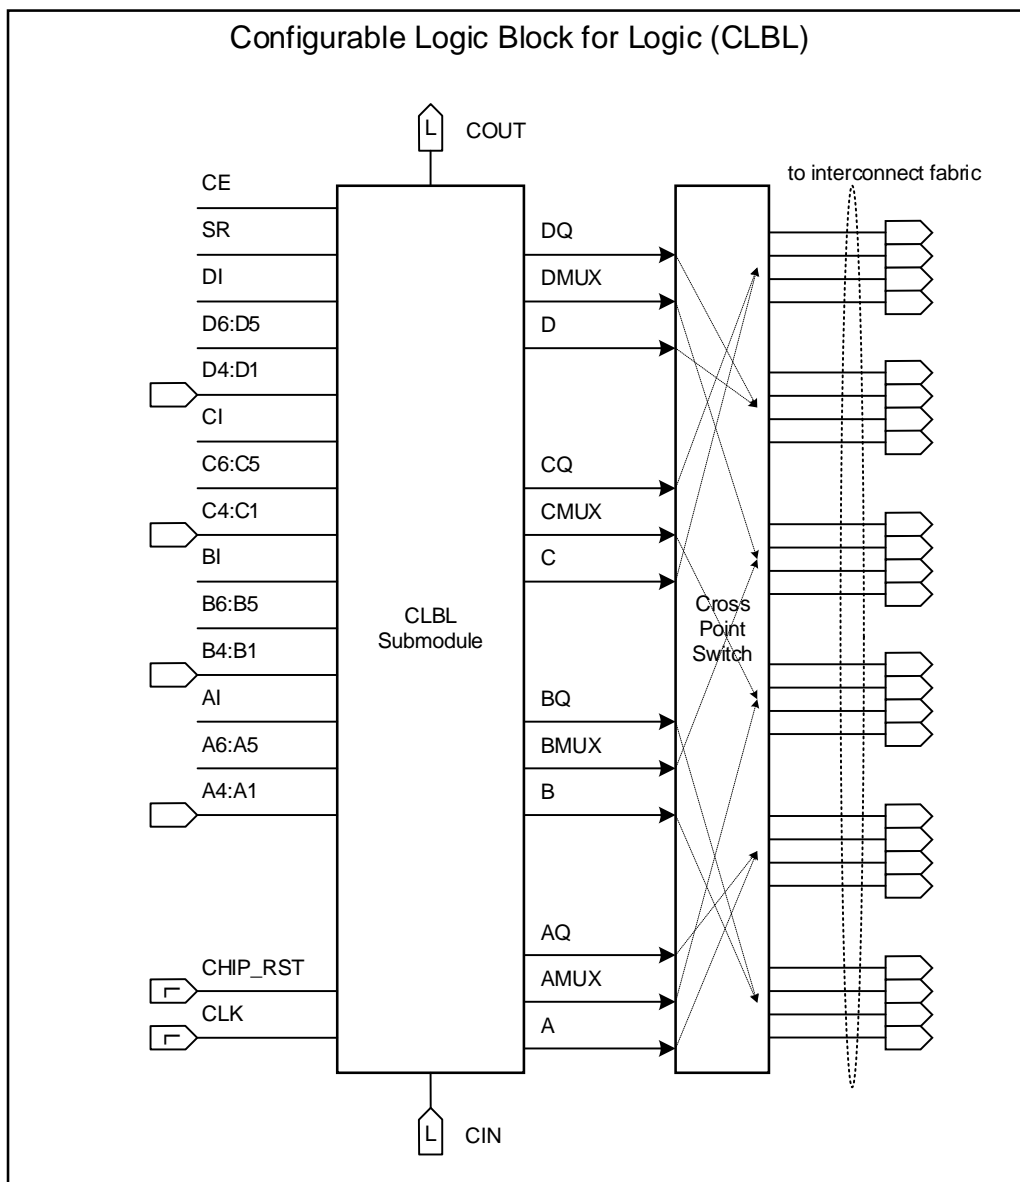 Configurable Logic Block for Logic (CLBL)
L
COUT
to interconnect fabric
CE
SR
DI
D6:D5
D4:D1
CI
C6:C5
C4:C1
BI
B6:B5
B4:B1
AI
A6:A5
A4:A1
CHIP_RST
L
CLK
L
CLBL
Submodule
DQ
DMUX
D
CQ
CMUX
C
BQ
BMUX
B
AQ
AMUX
A
Cross
Point
Switch
L
CIN